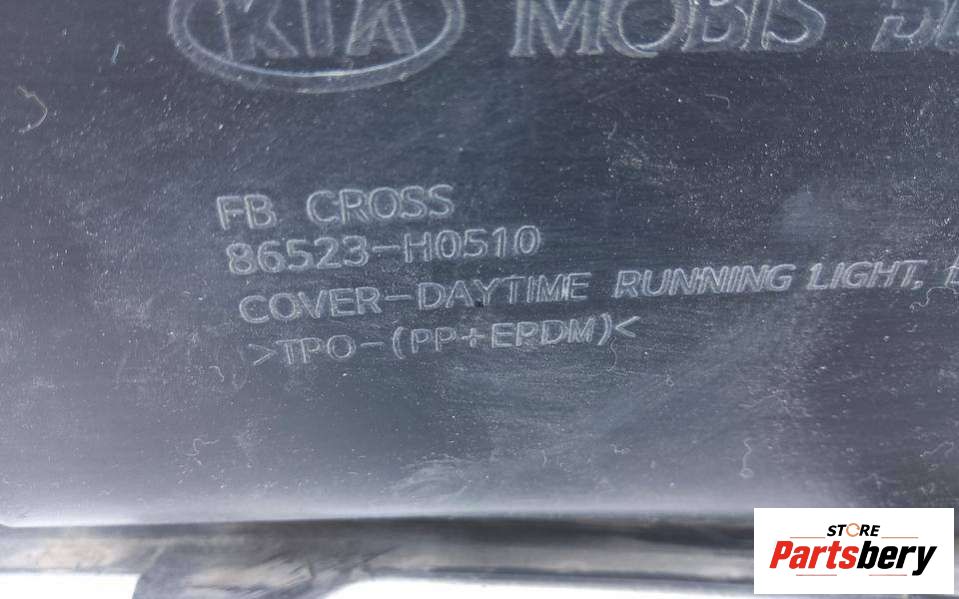 KIA MOBIS
FB CROSS
86523-H0510
COVER-DAYTIME RUNNING LIGHT,
>TPO-(PP+EPDM)<
STORE
Partsbery